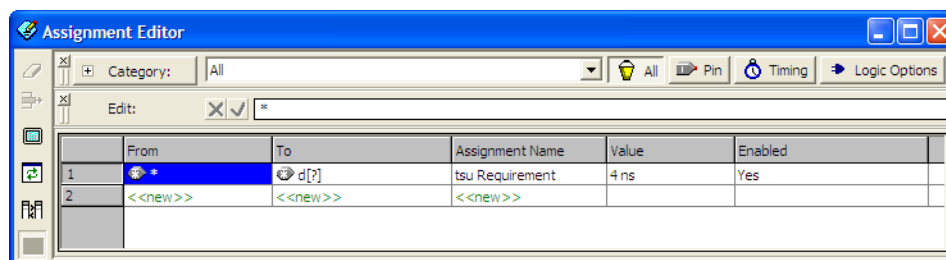 Assignment Editor
Category: All All Pin Timing Logic Options
Edit: *
From To Assignment Name Value Enabled
1 * d[?] tsu Requirement 4 ns Yes
2 <<new>> <<new>> <<new>>